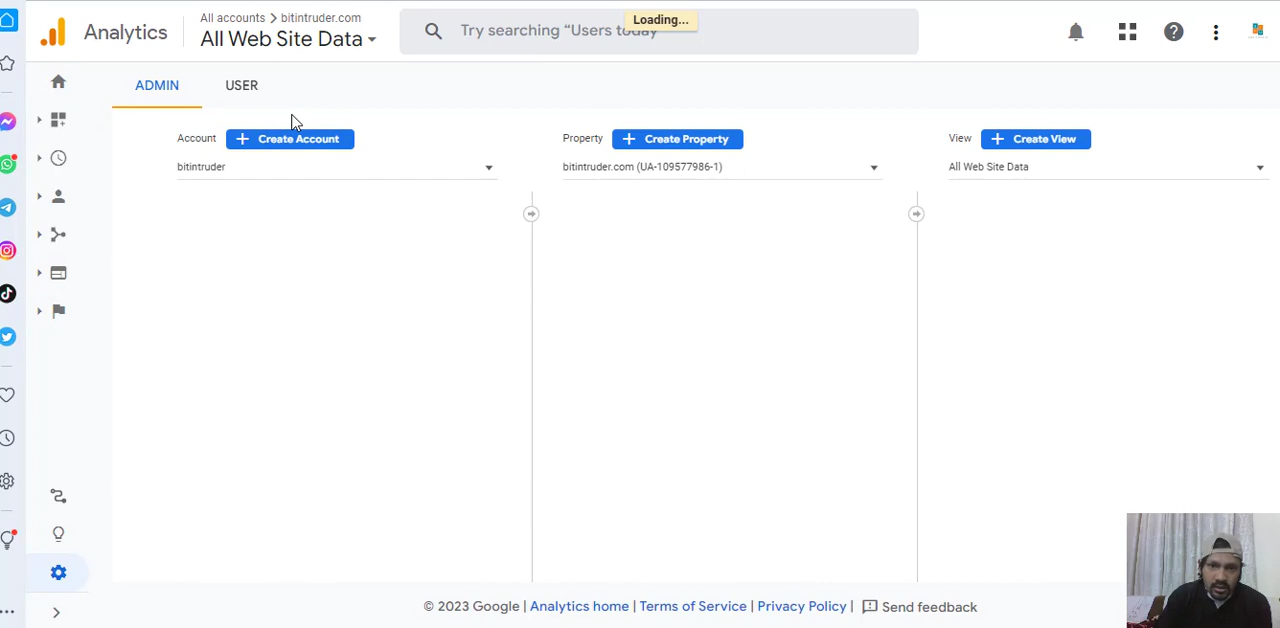 Analytics
All accounts > bitintruder.com
All Web Site Data
Try searching “Users today”
Loading...
ADMIN
USER
Account
+ Create Account
bitintruder
Property
+ Create Property
bitintruder.com (UA-109577986-1)
View
+ Create View
All Web Site Data
© 2023 Google | Analytics home | Terms of Service | Privacy Policy | Send feedback